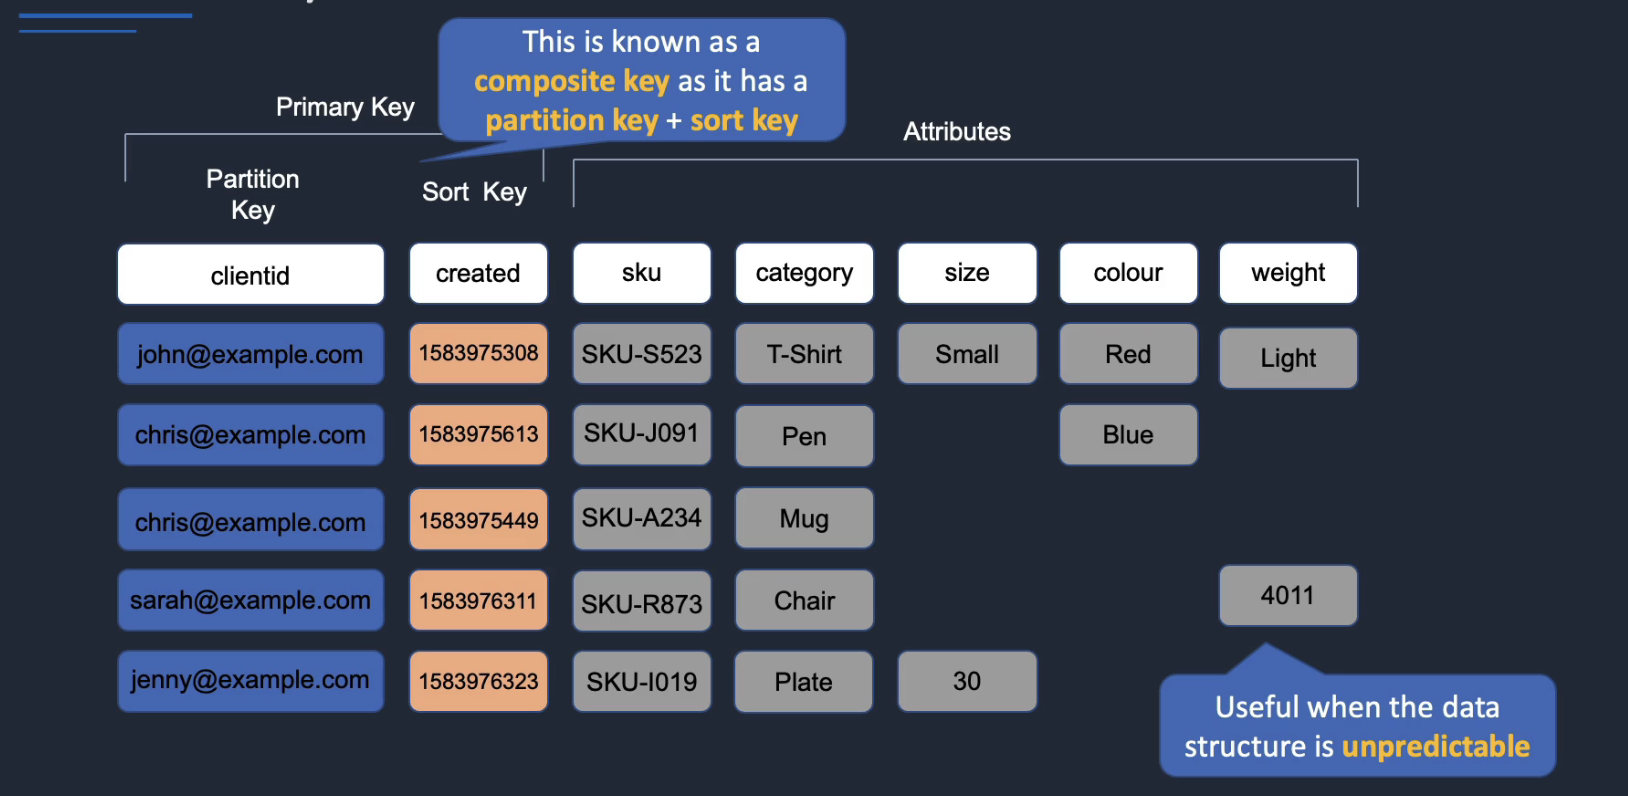 This is known as a
composite key as it has a
partition key + sort key
Primary Key
Attributes
Partition
Key
Sort Key
clientid created sku category size colour weight
john@example.com 1583975308 SKU-S523 T-Shirt Small Red Light
chris@example.com 1583975613 SKU-J091 Pen Blue
chris@example.com 1583975449 SKU-A234 Mug
sarah@example.com 1583976311 SKU-R873 Chair 4011
jenny@example.com 1583976323 SKU-I019 Plate 30
Useful when the data
structure is unpredictable